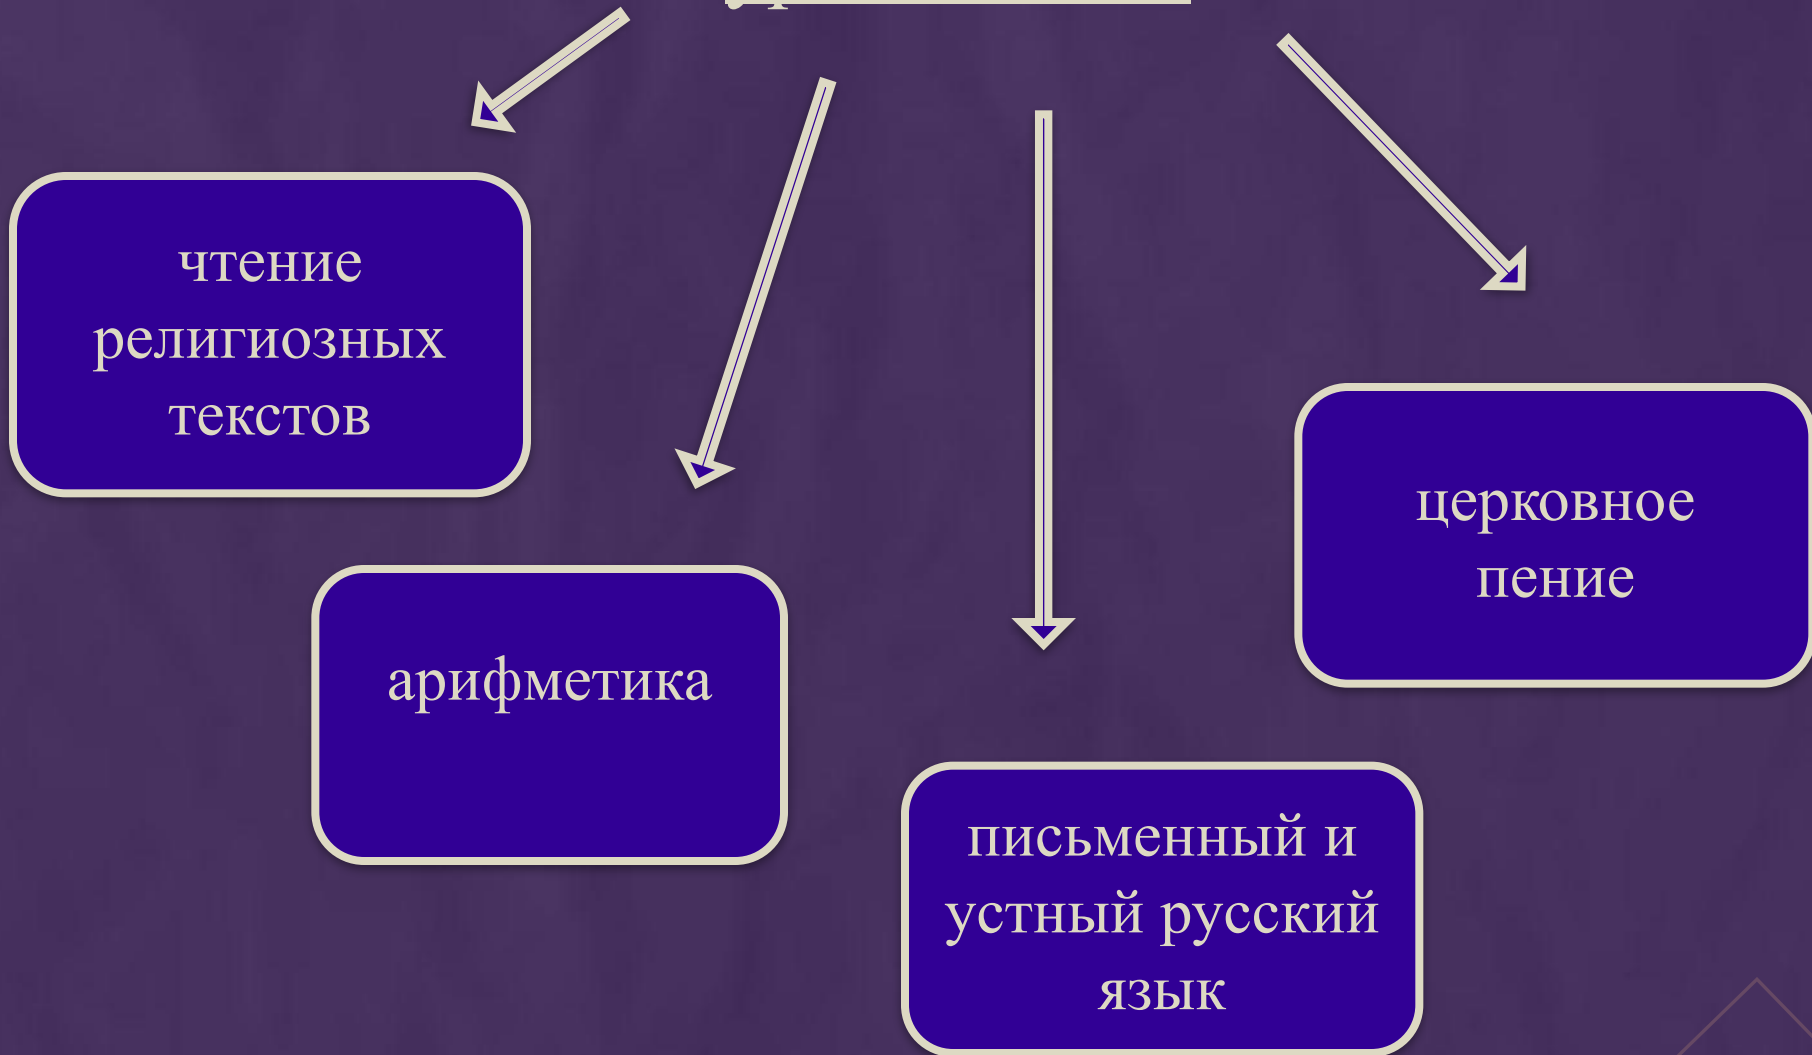 чтение
религиозных
текстов
арифметика
письменный и
устный русский
язык
церковное
пение